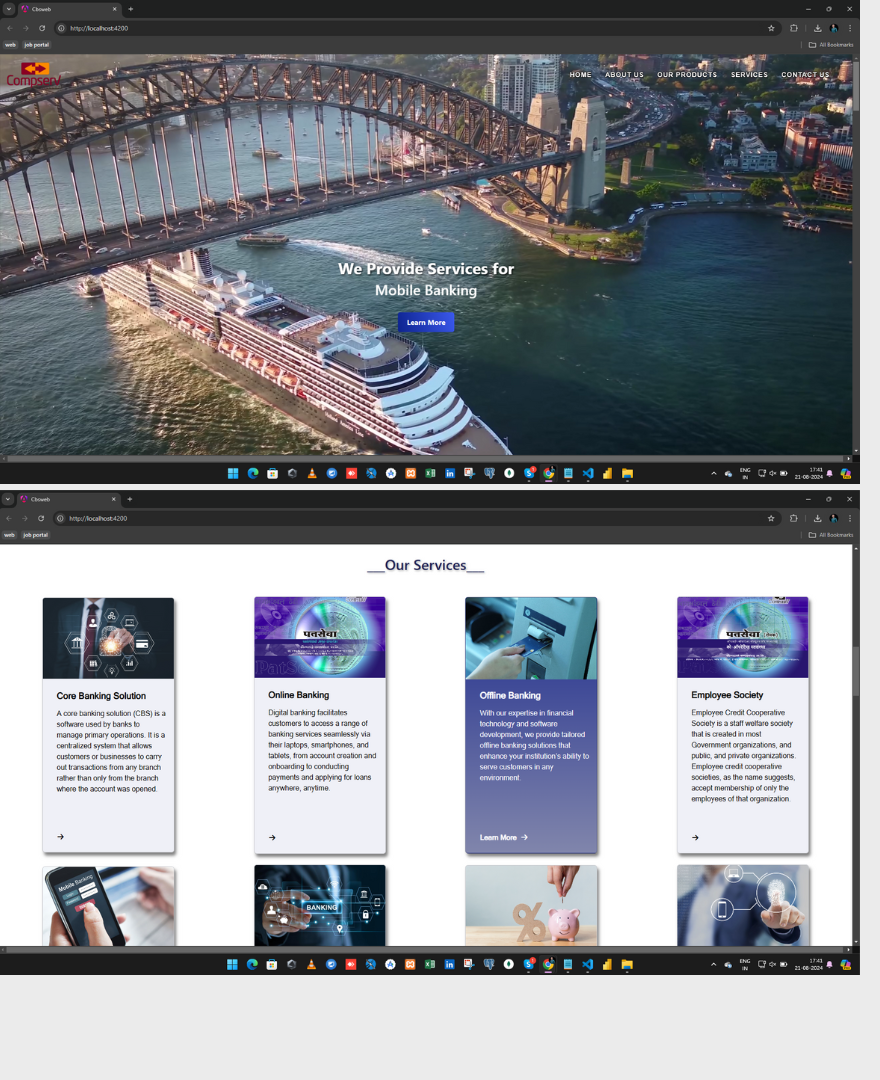 Cbsweb
http://localhost:4200
web job portal
All Bookmarks
Compserv
HOME ABOUT US OUR PRODUCTS SERVICES CONTACT US
We Provide Services for
Mobile Banking
Learn More
ENG
IN
17:41
21-08-2024
Cbsweb
http://localhost:4200
web job portal
All Bookmarks
__Our Services__
पतसेवा
Core Banking Solution
A core banking solution (CBS) is a
software used by banks to
manage primary operations. It is a
centralized system that allows
customers or businesses to carry
out transactions from any branch
rather than only from the branch
where the account was opened.
Online Banking
Digital banking facilitates
customers to access a range of
banking services seamlessly via
their laptops, smartphones, and
tablets, from account creation and
onboarding to conducting
payments and applying for loans
anywhere, anytime.
Offline Banking
With our expertise in financial
technology and software
development, we provide tailored
offline banking solutions that
enhance your institution's ability to
serve customers in any
environment.
Learn More
पतसेवा
Employee Society
Employee Credit Cooperative
Society is a staff welfare society
that is created in most
Government organizations, and
public, and private organizations.
Employee credit cooperative
societies, as the name suggests,
accept membership of only the
employees of that organization.
Mobile Banking
BANKING
%
ENG
IN
17:41
21-08-2024